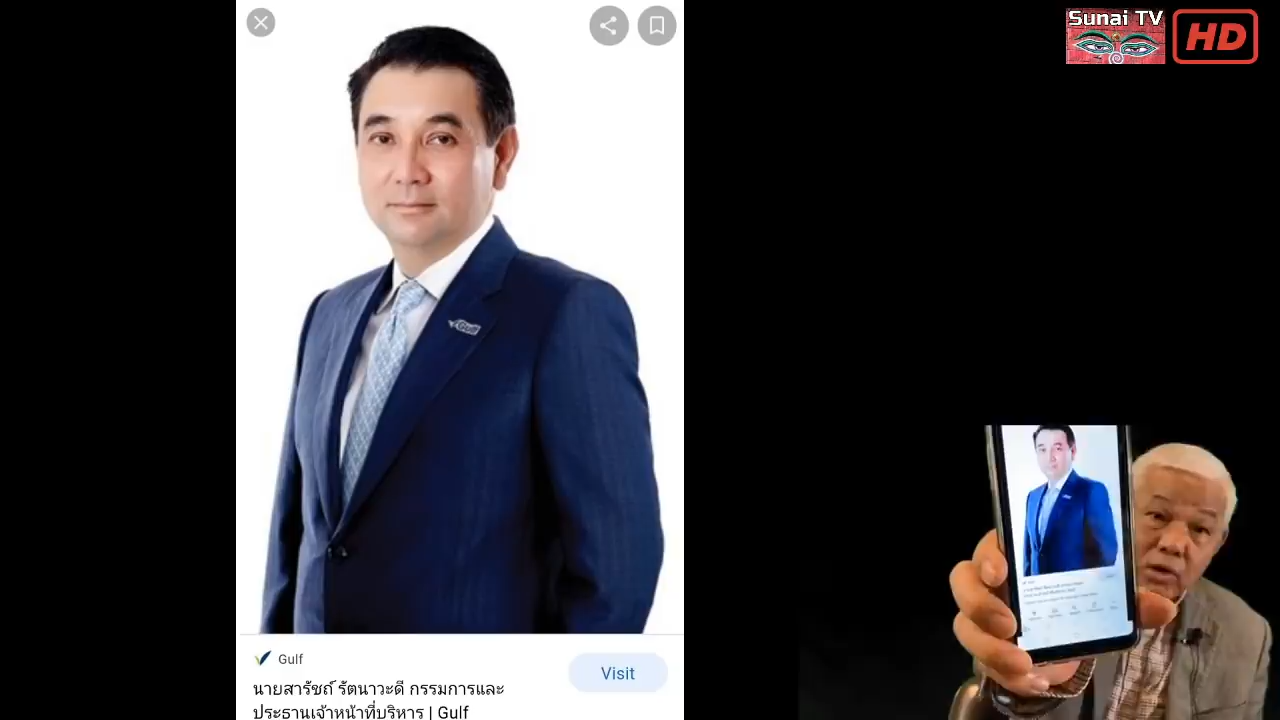 Sunai TV
HD
Gulf
Gulf
Visit
นายสารัชถ์ รัตนาวะดี กรรมการและ
ประธานเจ้าหน้าที่บริหาร | Gulf